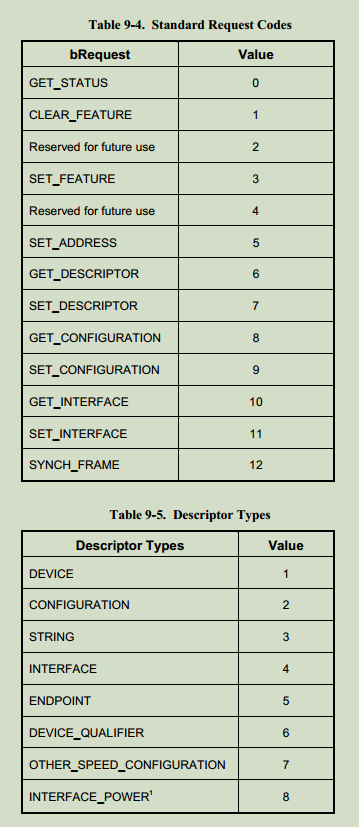 Table 9-4. Standard Request Codes
bRequest Value
GET_STATUS 0
CLEAR_FEATURE 1
Reserved for future use 2
SET_FEATURE 3
Reserved for future use 4
SET_ADDRESS 5
GET_DESCRIPTOR 6
SET_DESCRIPTOR 7
GET_CONFIGURATION 8
SET_CONFIGURATION 9
GET_INTERFACE 10
SET_INTERFACE 11
SYNCH_FRAME 12
Table 9-5. Descriptor Types
Descriptor Types Value
DEVICE 1
CONFIGURATION 2
STRING 3
INTERFACE 4
ENDPOINT 5
DEVICE_QUALIFIER 6
OTHER_SPEED_CONFIGURATION 7
INTERFACE_POWER¹ 8